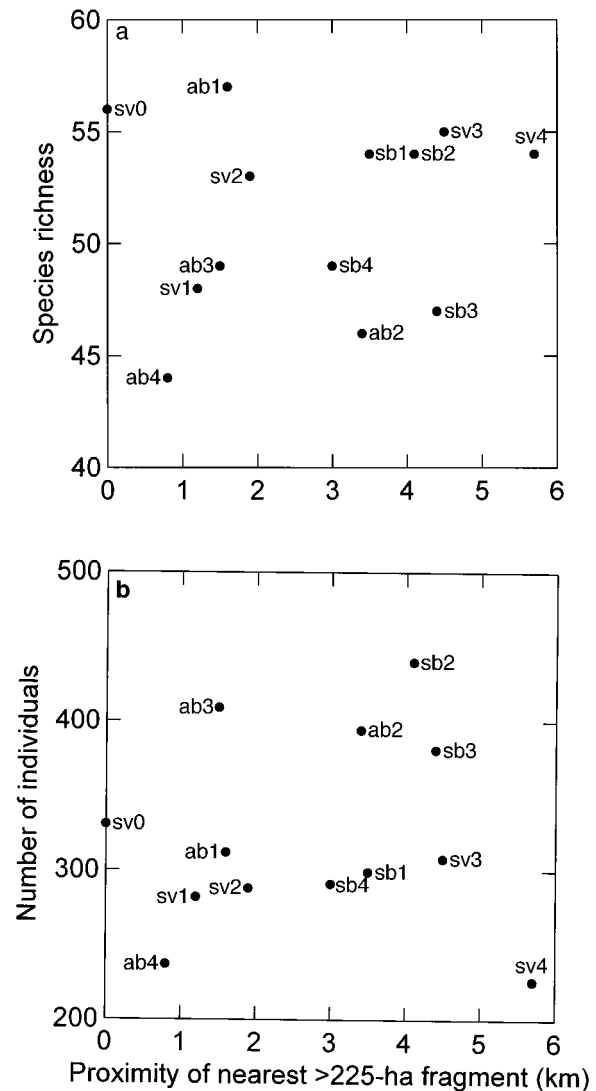 a
60
55
50
45
40
Species richness
ab1
sv0
sv3
sv4
sb1
sb2
sv2
ab3
sb4
sv1
sb3
ab2
ab4
0 1 2 3 4 5 6
b
500
400
300
200
Number of individuals
sb2
ab3
ab2
sb3
sv0
ab1
sv3
sb1
sv2
sb4
sv1
ab4
sv4
0 1 2 3 4 5 6
Proximity of nearest >225-ha fragment (km)